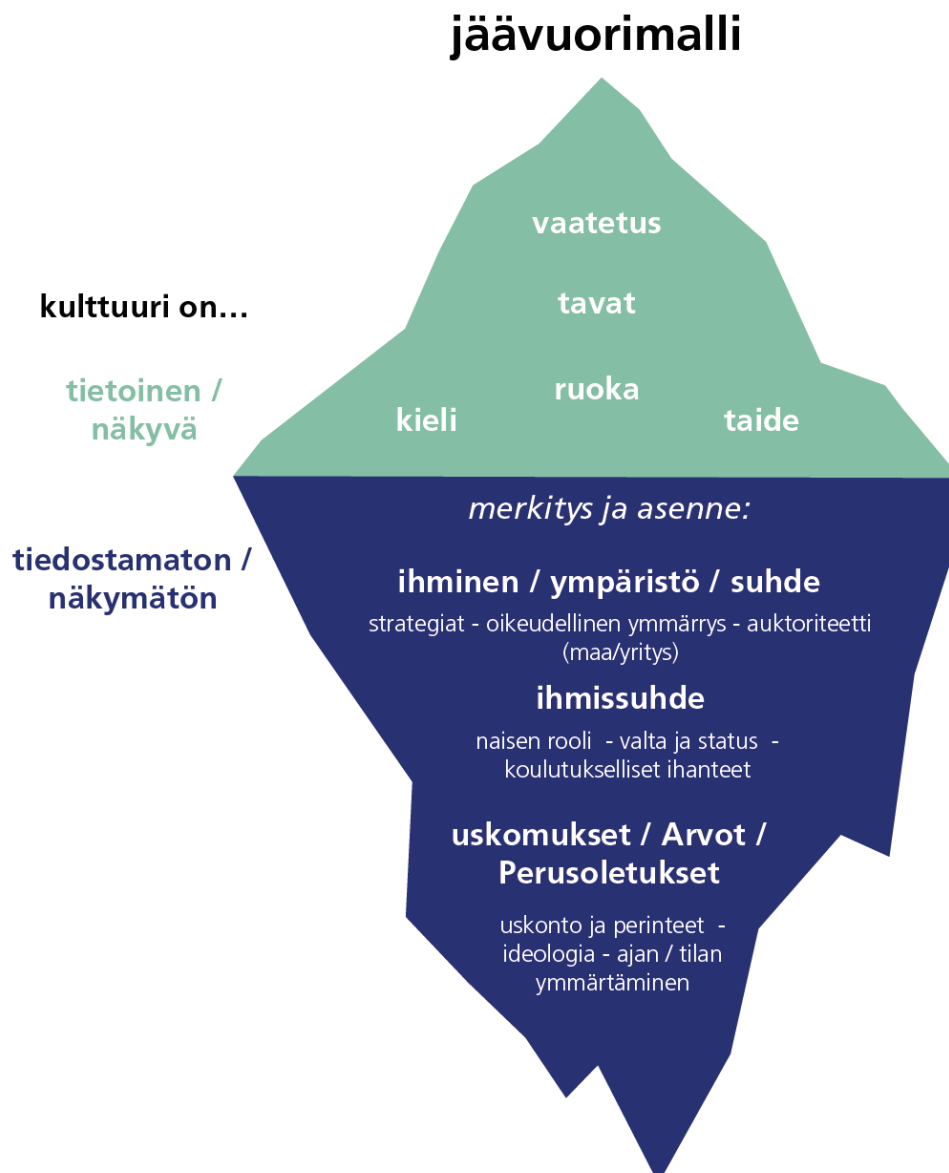 jäävuorimalli
vaatetus
kulttuuri on...
tavat
tietoinen /
näkyvä
ruoka
kieli
taide
merkitys ja asenne:
tiedostamaton /
näkymätön
ihminen / ympäristö / suhde
strategiat - oikeudellinen ymmärrys - auktoriteetti
(maa/yritys)
ihmissuhde
naisen rooli - valta ja status -
koulutukselliset ihanteet
uskomukset / Arvot /
Perusoletukset
uskonto ja perinteet -
ideologia - ajan / tilan
ymmärtäminen